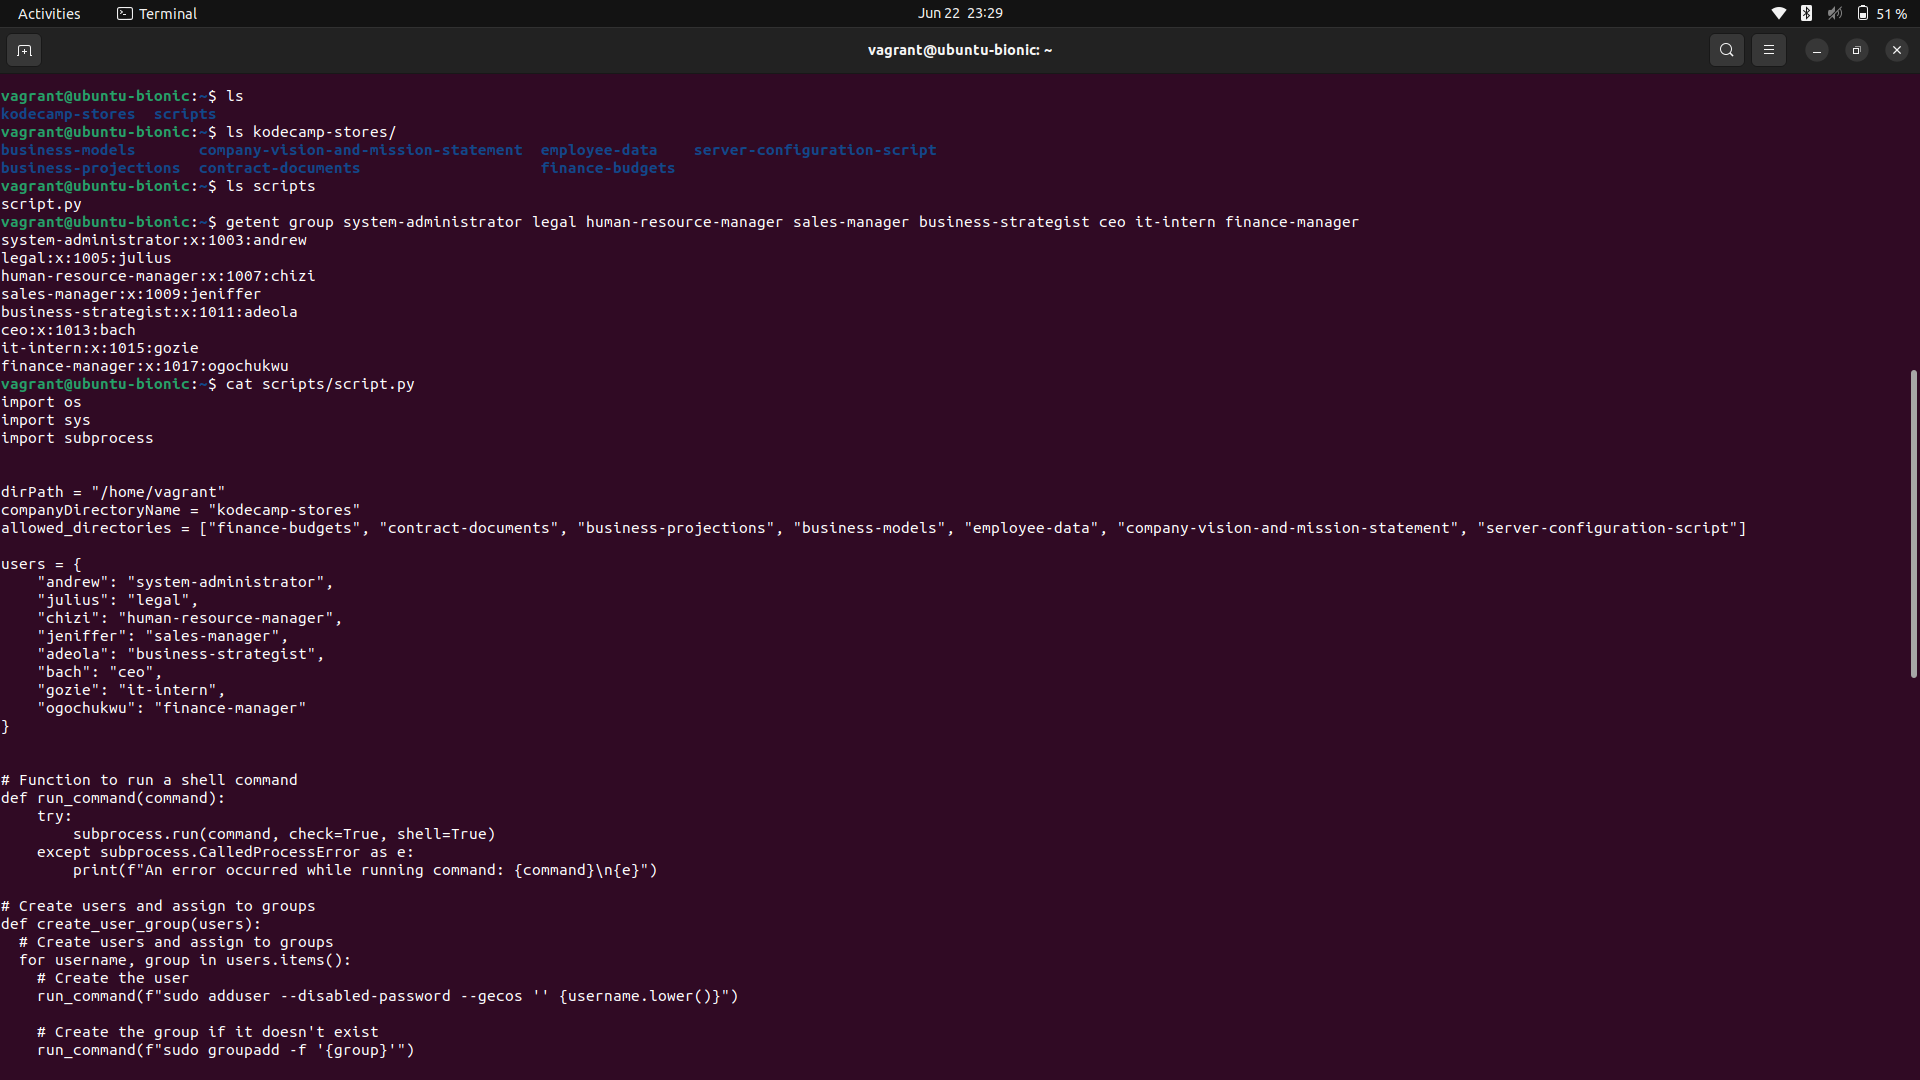 Activities Terminal Jun 22 23:29 51 %
vagrant@ubuntu-bionic: ~
vagrant@ubuntu-bionic:~$ ls
kodecamp-stores  scripts
vagrant@ubuntu-bionic:~$ ls kodecamp-stores/
business-models       company-vision-and-mission-statement  employee-data    server-configuration-script
business-projections  contract-documents                    finance-budgets
vagrant@ubuntu-bionic:~$ ls scripts
script.py
vagrant@ubuntu-bionic:~$ getent group system-administrator legal human-resource-manager sales-manager business-strategist ceo it-intern finance-manager
system-administrator:x:1003:andrew
legal:x:1005:julius
human-resource-manager:x:1007:chizi
sales-manager:x:1009:jeniffer
business-strategist:x:1011:adeola
ceo:x:1013:bach
it-intern:x:1015:gozie
finance-manager:x:1017:ogochukwu
vagrant@ubuntu-bionic:~$ cat scripts/script.py
import os
import sys
import subprocess


dirPath = "/home/vagrant"
companyDirectoryName = "kodecamp-stores"
allowed_directories = ["finance-budgets", "contract-documents", "business-projections", "business-models", "employee-data", "company-vision-and-mission-statement", "server-configuration-script"]

users = {
    "andrew": "system-administrator",
    "julius": "legal",
    "chizi": "human-resource-manager",
    "jeniffer": "sales-manager",
    "adeola": "business-strategist",
    "bach": "ceo",
    "gozie": "it-intern",
    "ogochukwu": "finance-manager"
}


# Function to run a shell command
def run_command(command):
    try:
        subprocess.run(command, check=True, shell=True)
    except subprocess.CalledProcessError as e:
        print(f"An error occurred while running command: {command}\n{e}")

# Create users and assign to groups
def create_user_group(users):
  # Create users and assign to groups
  for username, group in users.items():
    # Create the user
    run_command(f"sudo adduser --disabled-password --gecos '' {username.lower()}")

    # Create the group if it doesn't exist
    run_command(f"sudo groupadd -f '{group}'")